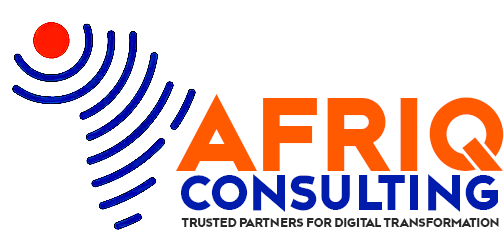 AFRIQ
CONSULTING
TRUSTED PARTNERS FOR DIGITAL TRANSFORMATION